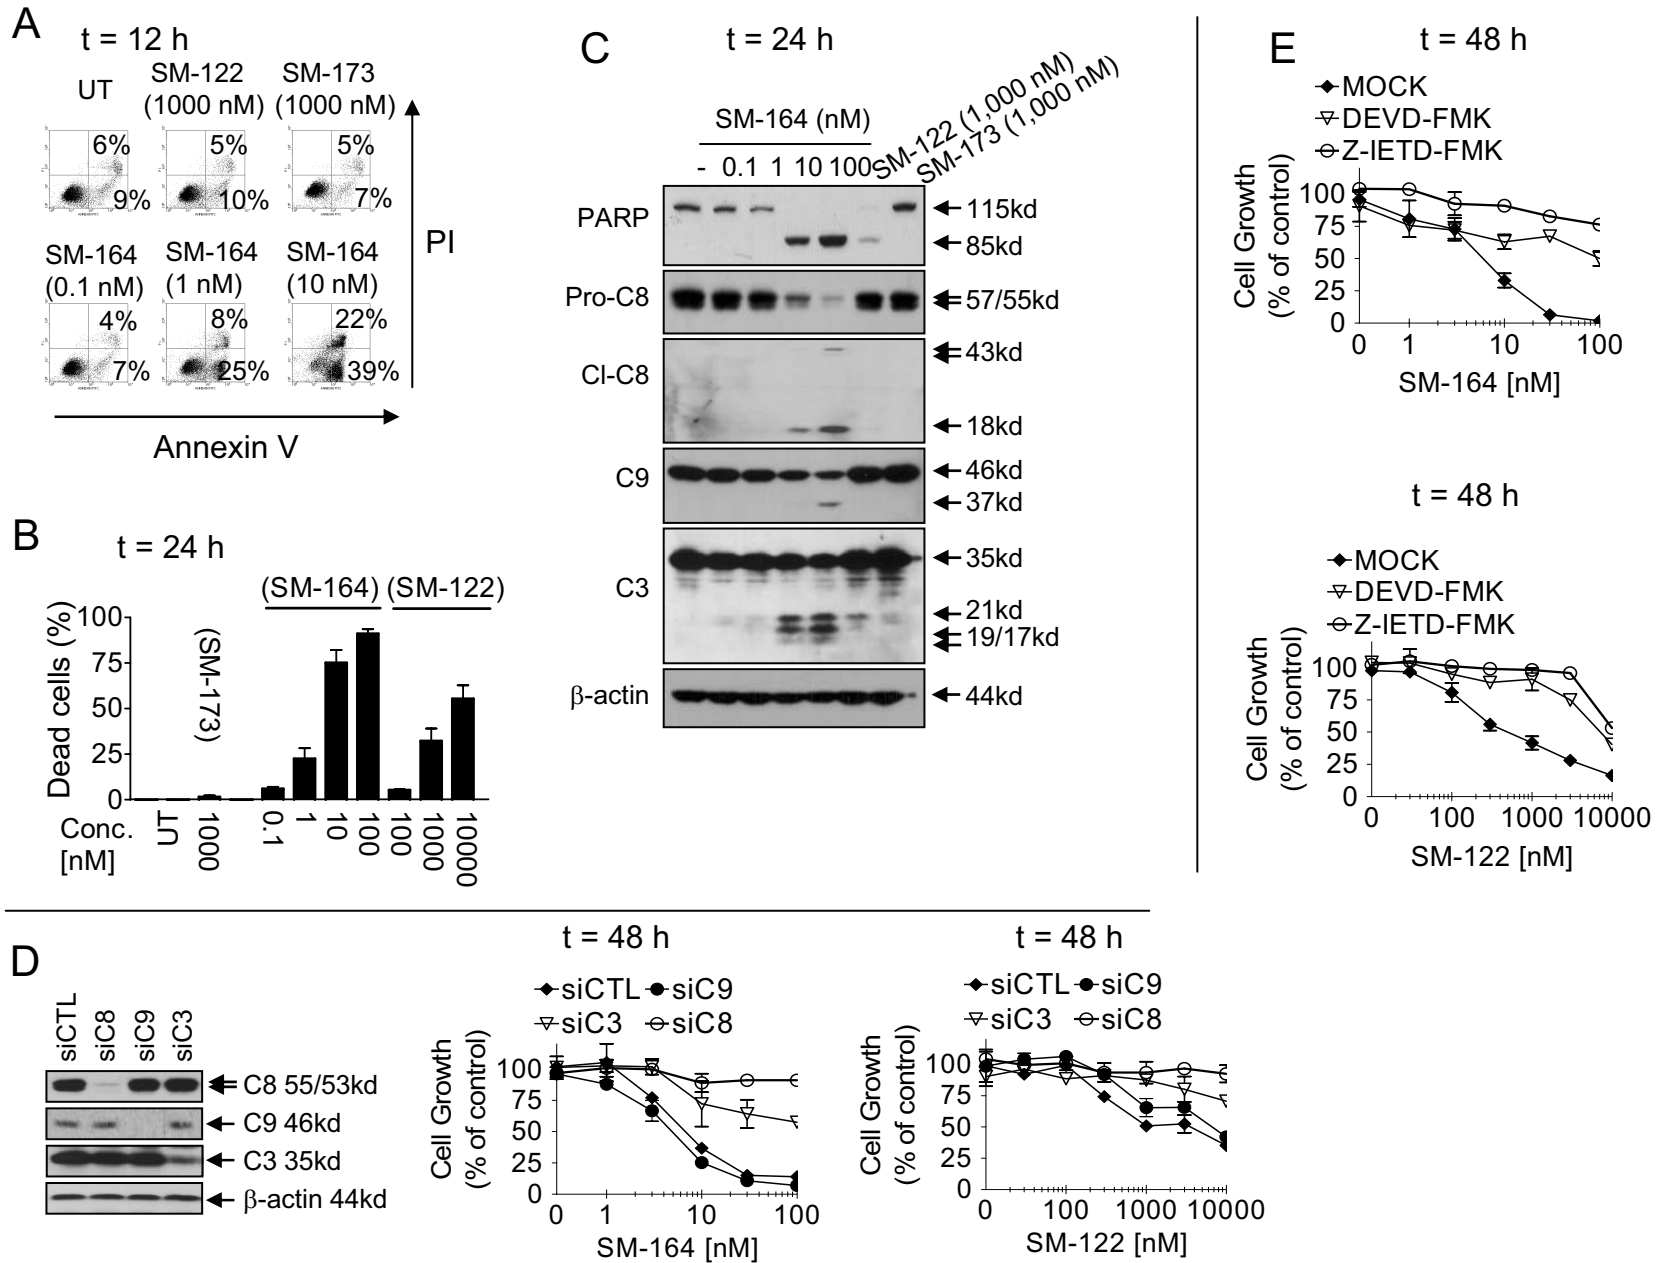 A
t = 12 h
UT
SM-122
(1000 nM)
SM-173
(1000 nM)
6%
9%
5%
10%
5%
7%
SM-164
(0.1 nM)
SM-164
(1 nM)
SM-164
(10 nM)
4%
7%
8%
25%
22%
39%
PI
Annexin V
B
t = 24 h
(SM-173)
(SM-164)
(SM-122)
Dead cells (%)
100
75
50
25
0
Conc.
[nM]
UT
1000
0.1
1
10
100
100
1000
10000
C
t = 24 h
SM-164 (nM)
- 0.1 1 10 100
SM-122 (1,000 nM)
SM-173 (1,000 nM)
PARP
115kd
85kd
Pro-C8
57/55kd
Cl-C8
43kd
18kd
C9
46kd
37kd
C3
35kd
21kd
19/17kd
β-actin
44kd
E
t = 48 h
MOCK
DEVD-FMK
Z-IETD-FMK
Cell Growth
(% of control)
100
75
50
25
0
0 1 10 100
SM-164 [nM]
t = 48 h
MOCK
DEVD-FMK
Z-IETD-FMK
Cell Growth
(% of control)
100
75
50
25
0
0 100 1000 10000
SM-122 [nM]
D
siCTL
siC8
siC9
siC3
C8 55/53kd
C9 46kd
C3 35kd
β-actin 44kd
t = 48 h
siCTL siC9
siC3 siC8
Cell Growth
(% of control)
100
75
50
25
0
0 1 10 100
SM-164 [nM]
t = 48 h
siCTL siC9
siC3 siC8
Cell Growth
(% of control)
100
75
50
25
0
0 100 1000 10000
SM-122 [nM]